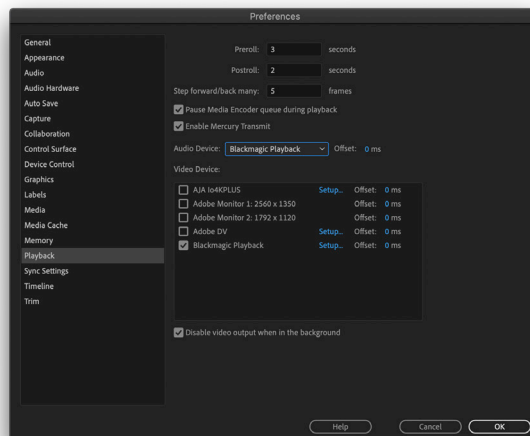 Preferences
General
Appearance
Audio
Audio Hardware
Auto Save
Capture
Collaboration
Control Surface
Device Control
Graphics
Labels
Media
Media Cache
Memory
Playback
Sync Settings
Timeline
Trim
Preroll: 3 seconds
Postroll: 2 seconds
Step forward/back many: 5 frames
Pause Media Encoder queue during playback
Enable Mercury Transmit
Audio Device: Blackmagic Playback Offset: 0 ms
Video Device:
AJA Io4KPLUS Setup... Offset: 0 ms
Adobe Monitor 1: 2560 x 1350 Offset: 0 ms
Adobe Monitor 2: 1792 x 1120 Offset: 0 ms
Adobe DV Setup... Offset: 0 ms
Blackmagic Playback Setup... Offset: 0 ms
Disable video output when in the background
Help Cancel OK